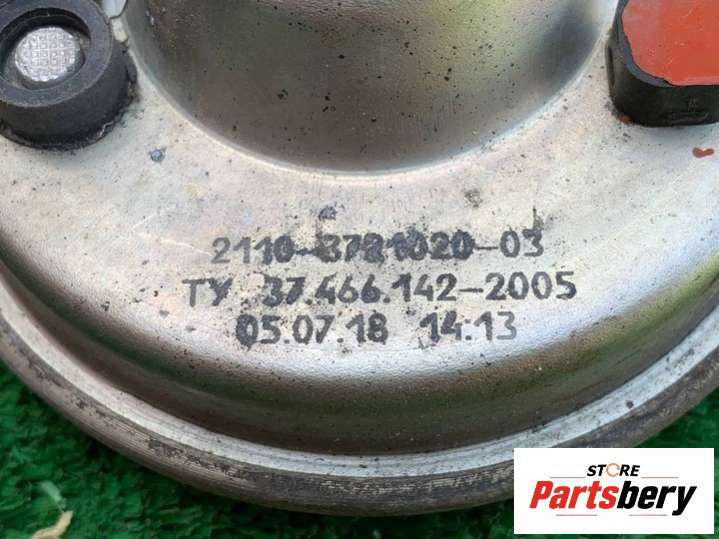 2110-3721020-03
ТУ 37.466.142-2005
05.07.18 14:13
STORE
Partsbery